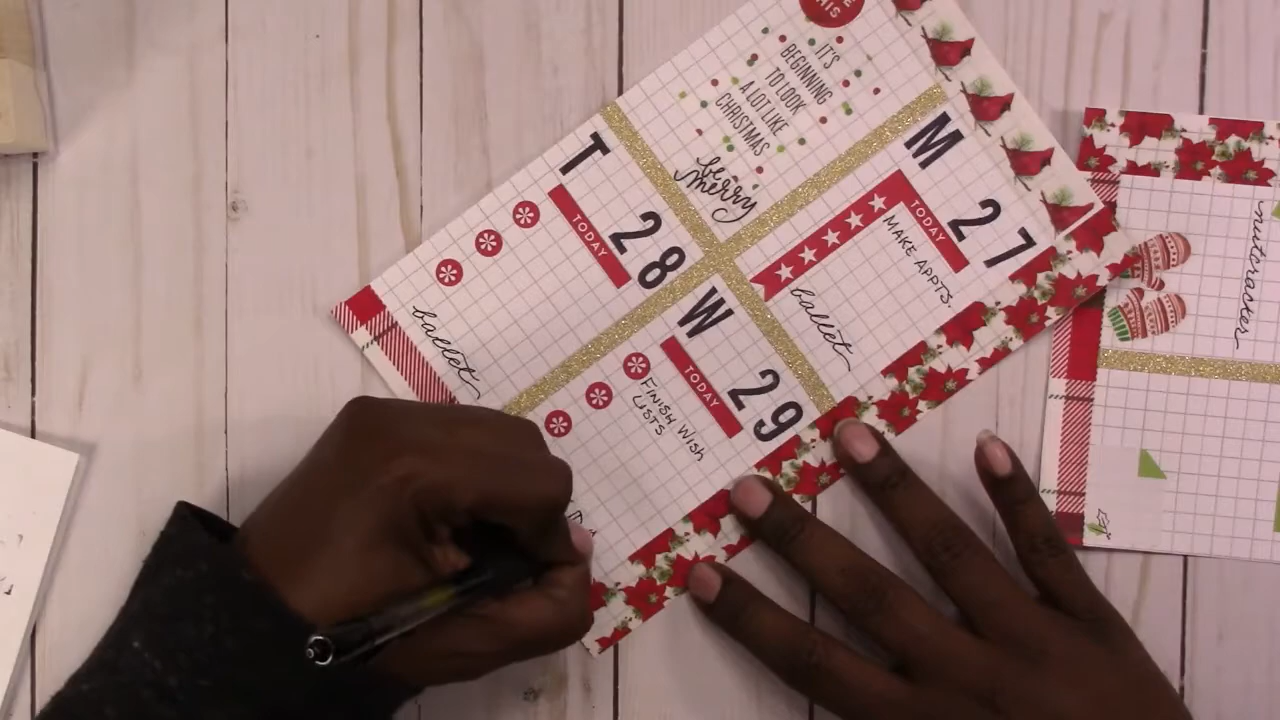 IT'S
BEGINNING
TO LOOK
A LOT LIKE
CHRISTMAS
be
merry
M
TODAY
27
MAKE APPTS.
ballet
T
TODAY
28
ballet
W
TODAY
29
FINISH WISH
LISTS
nutcracker